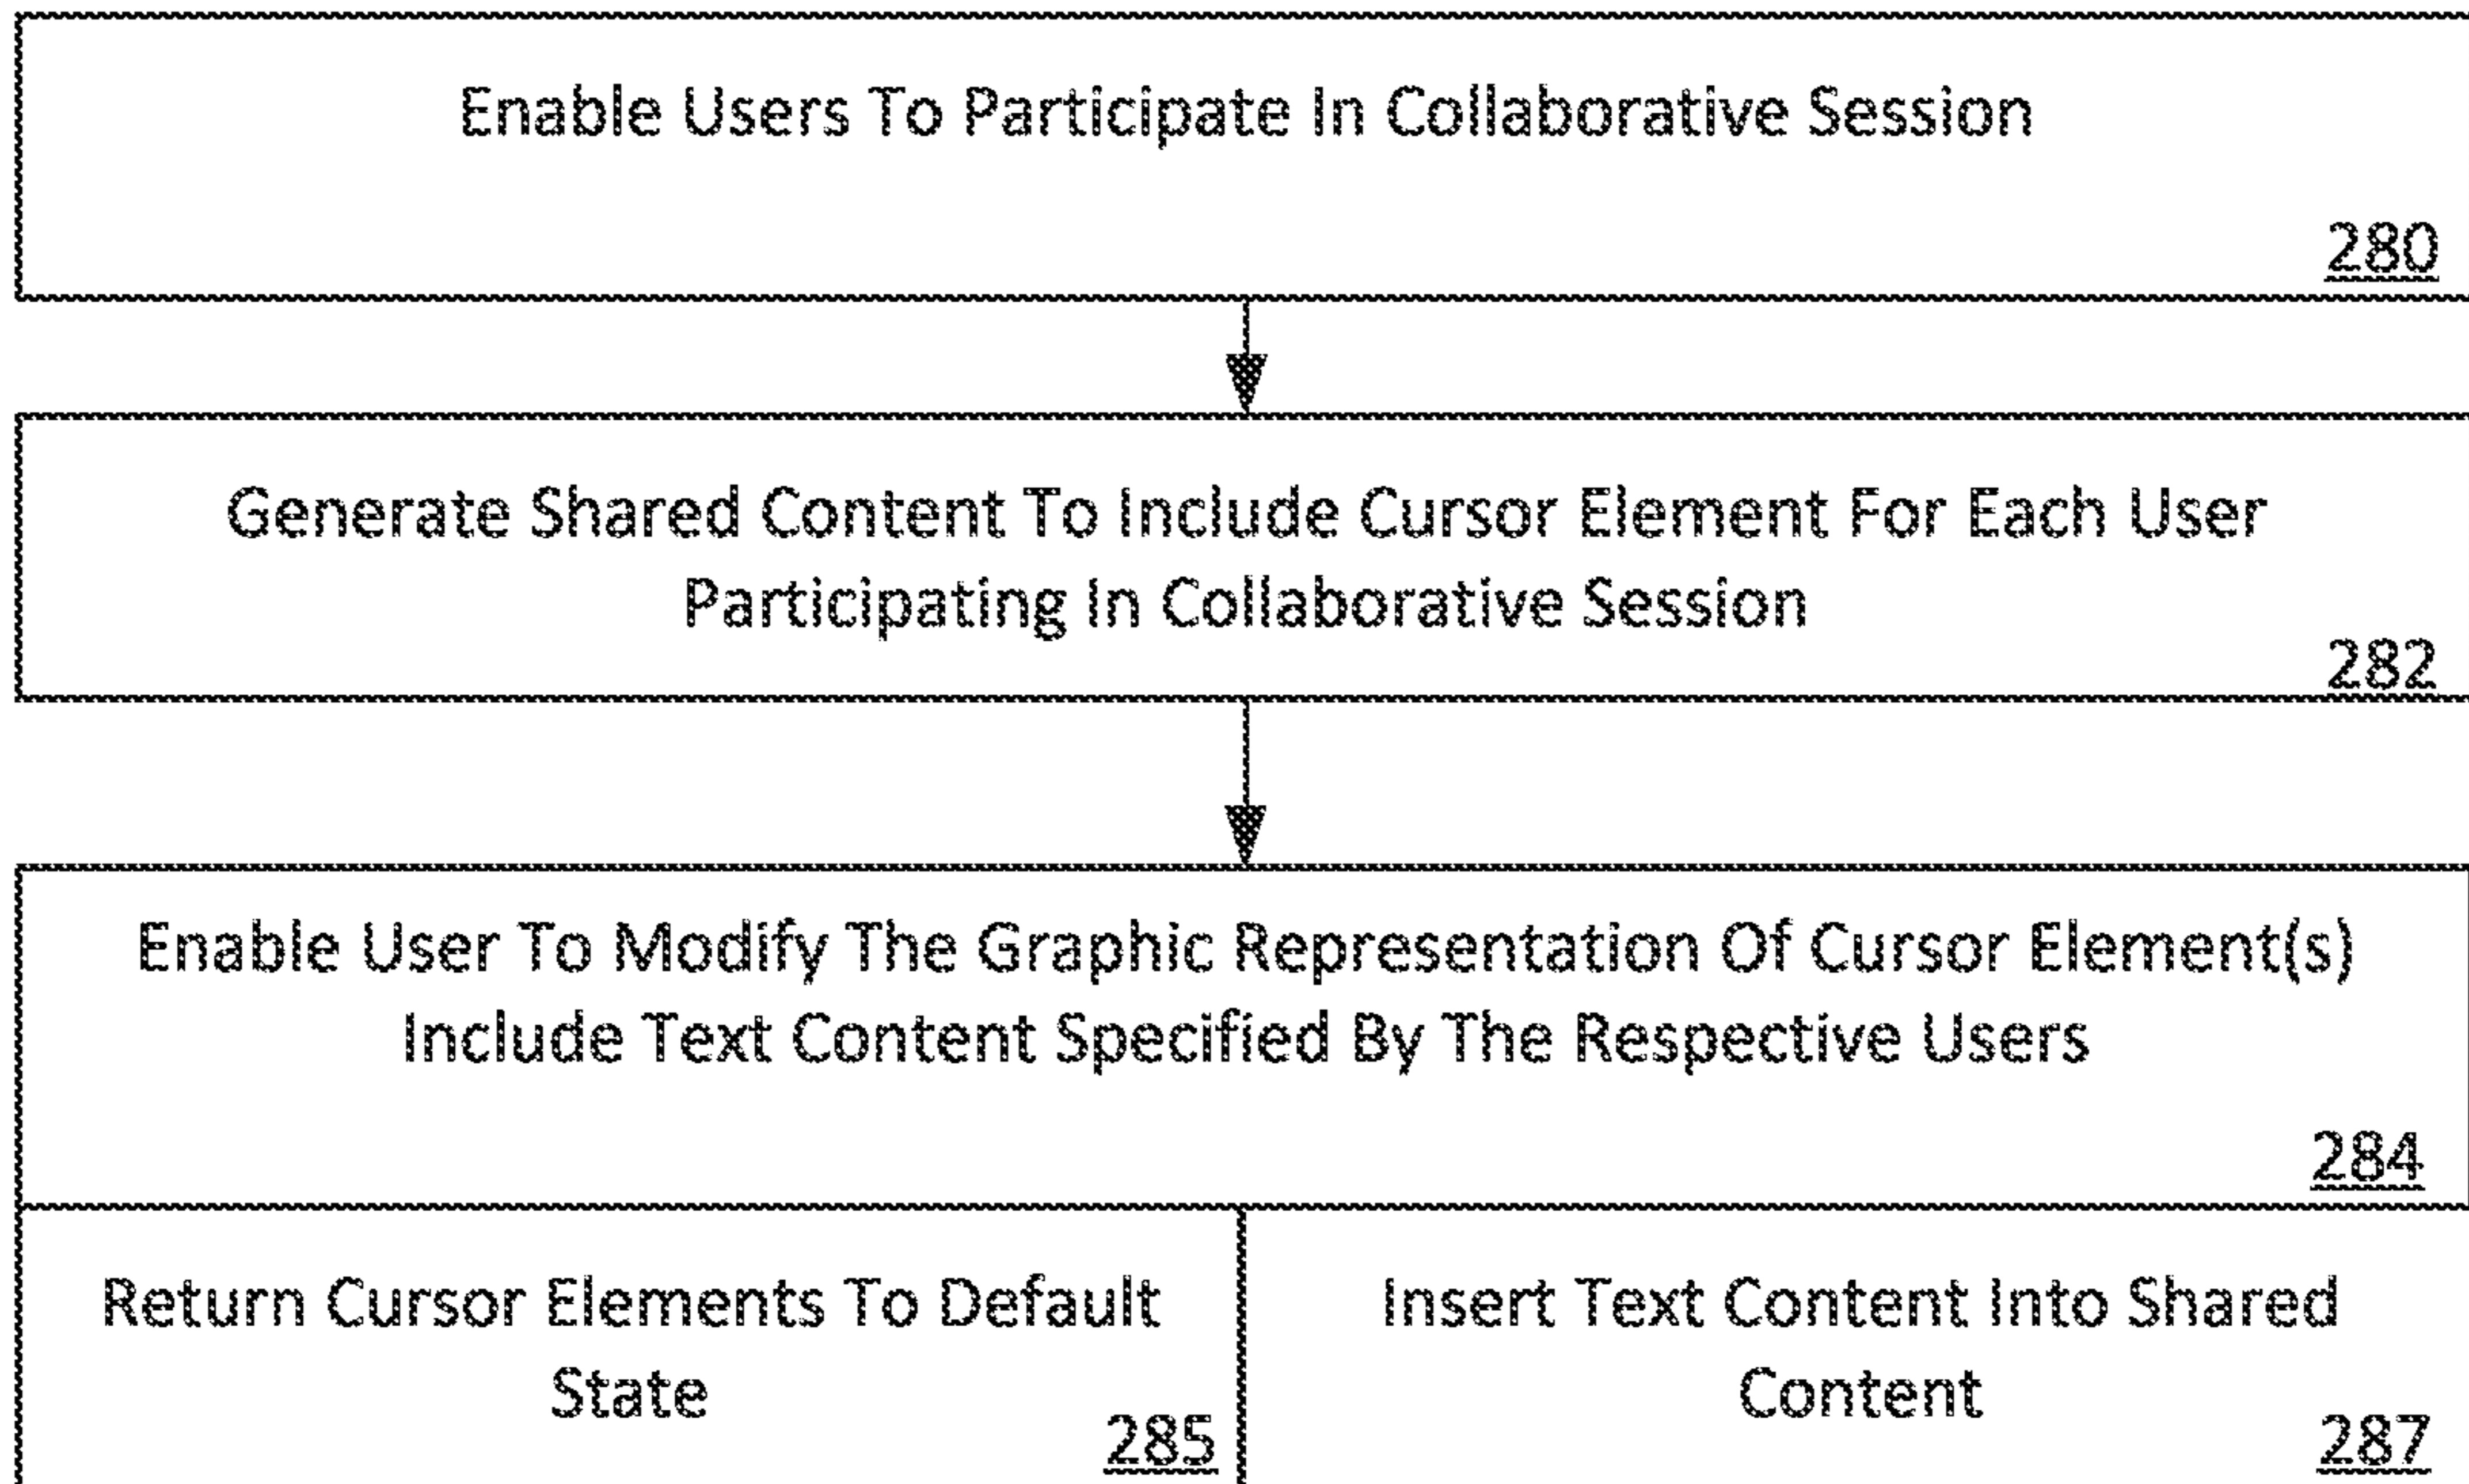 Enable Users To Participate In Collaborative Session
280
Generate Shared Content To Include Cursor Element For Each User
Participating In Collaborative Session
282
Enable User To Modify The Graphic Representation Of Cursor Element(s)
Include Text Content Specified By The Respective Users
284
Return Cursor Elements To Default
State
285
Insert Text Content Into Shared
Content
287